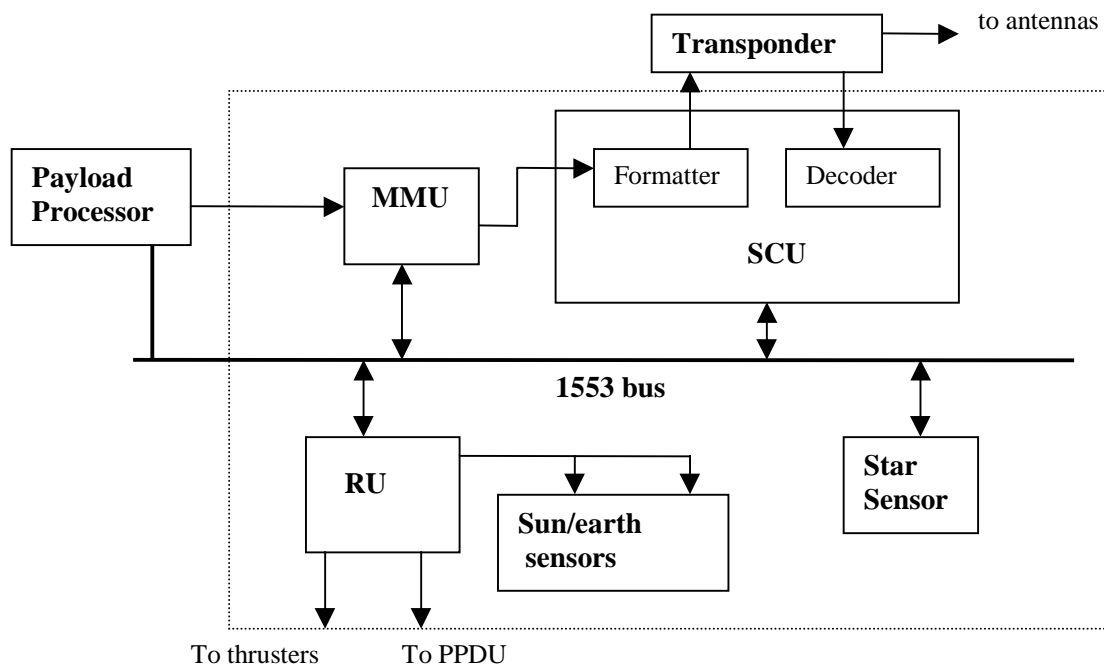 to antennas
Transponder
Payload
Processor
MMU
Formatter
Decoder
SCU
1553 bus
RU
Sun/earth
sensors
Star
Sensor
To thrusters
To PPDU